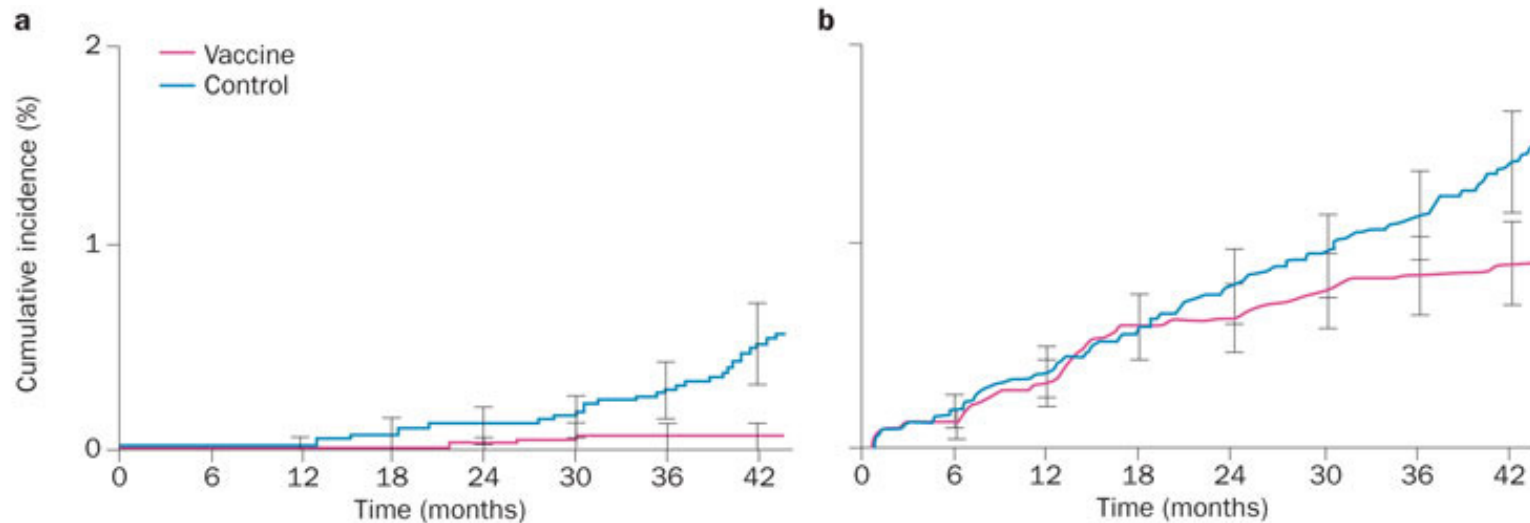 a
2
1
0
Cumulative incidence (%)
Vaccine
Control
0 6 12 18 24 30 36 42
Time (months)
b
0 6 12 18 24 30 36 42
Time (months)